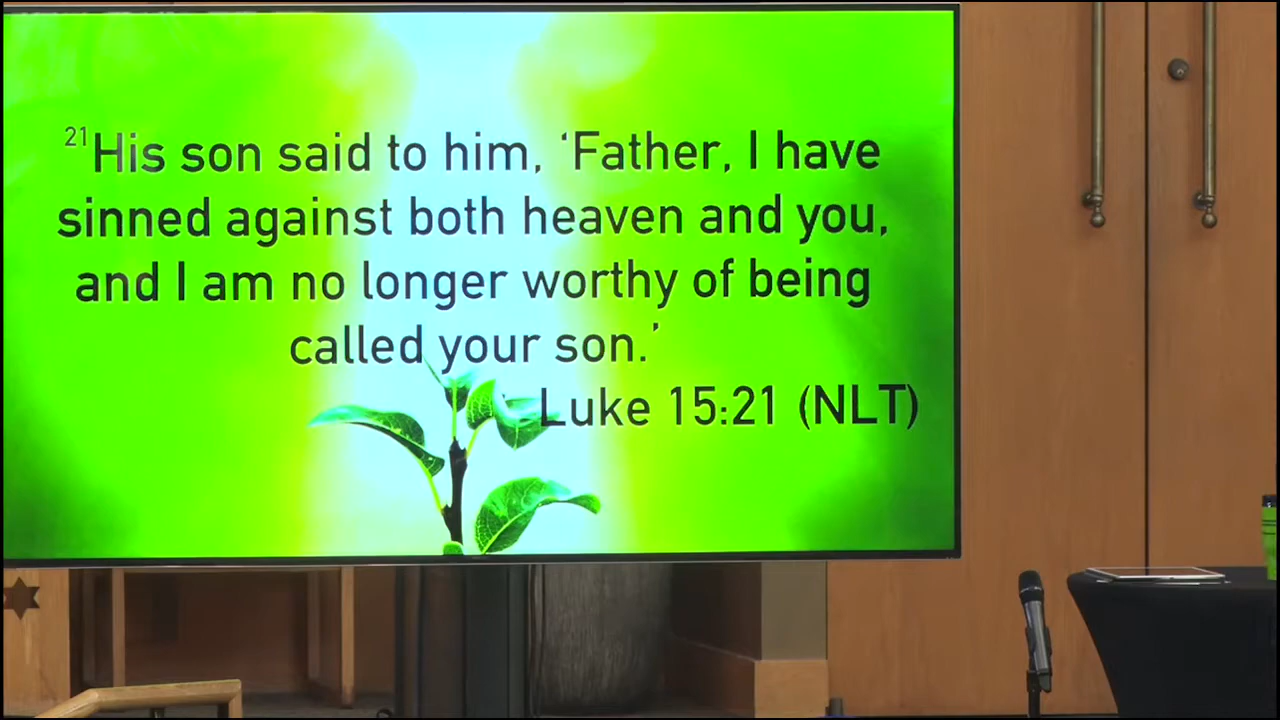 21His son said to him, ‘Father, I have
sinned against both heaven and you,
and I am no longer worthy of being
called your son.’
Luke 15:21 (NLT)